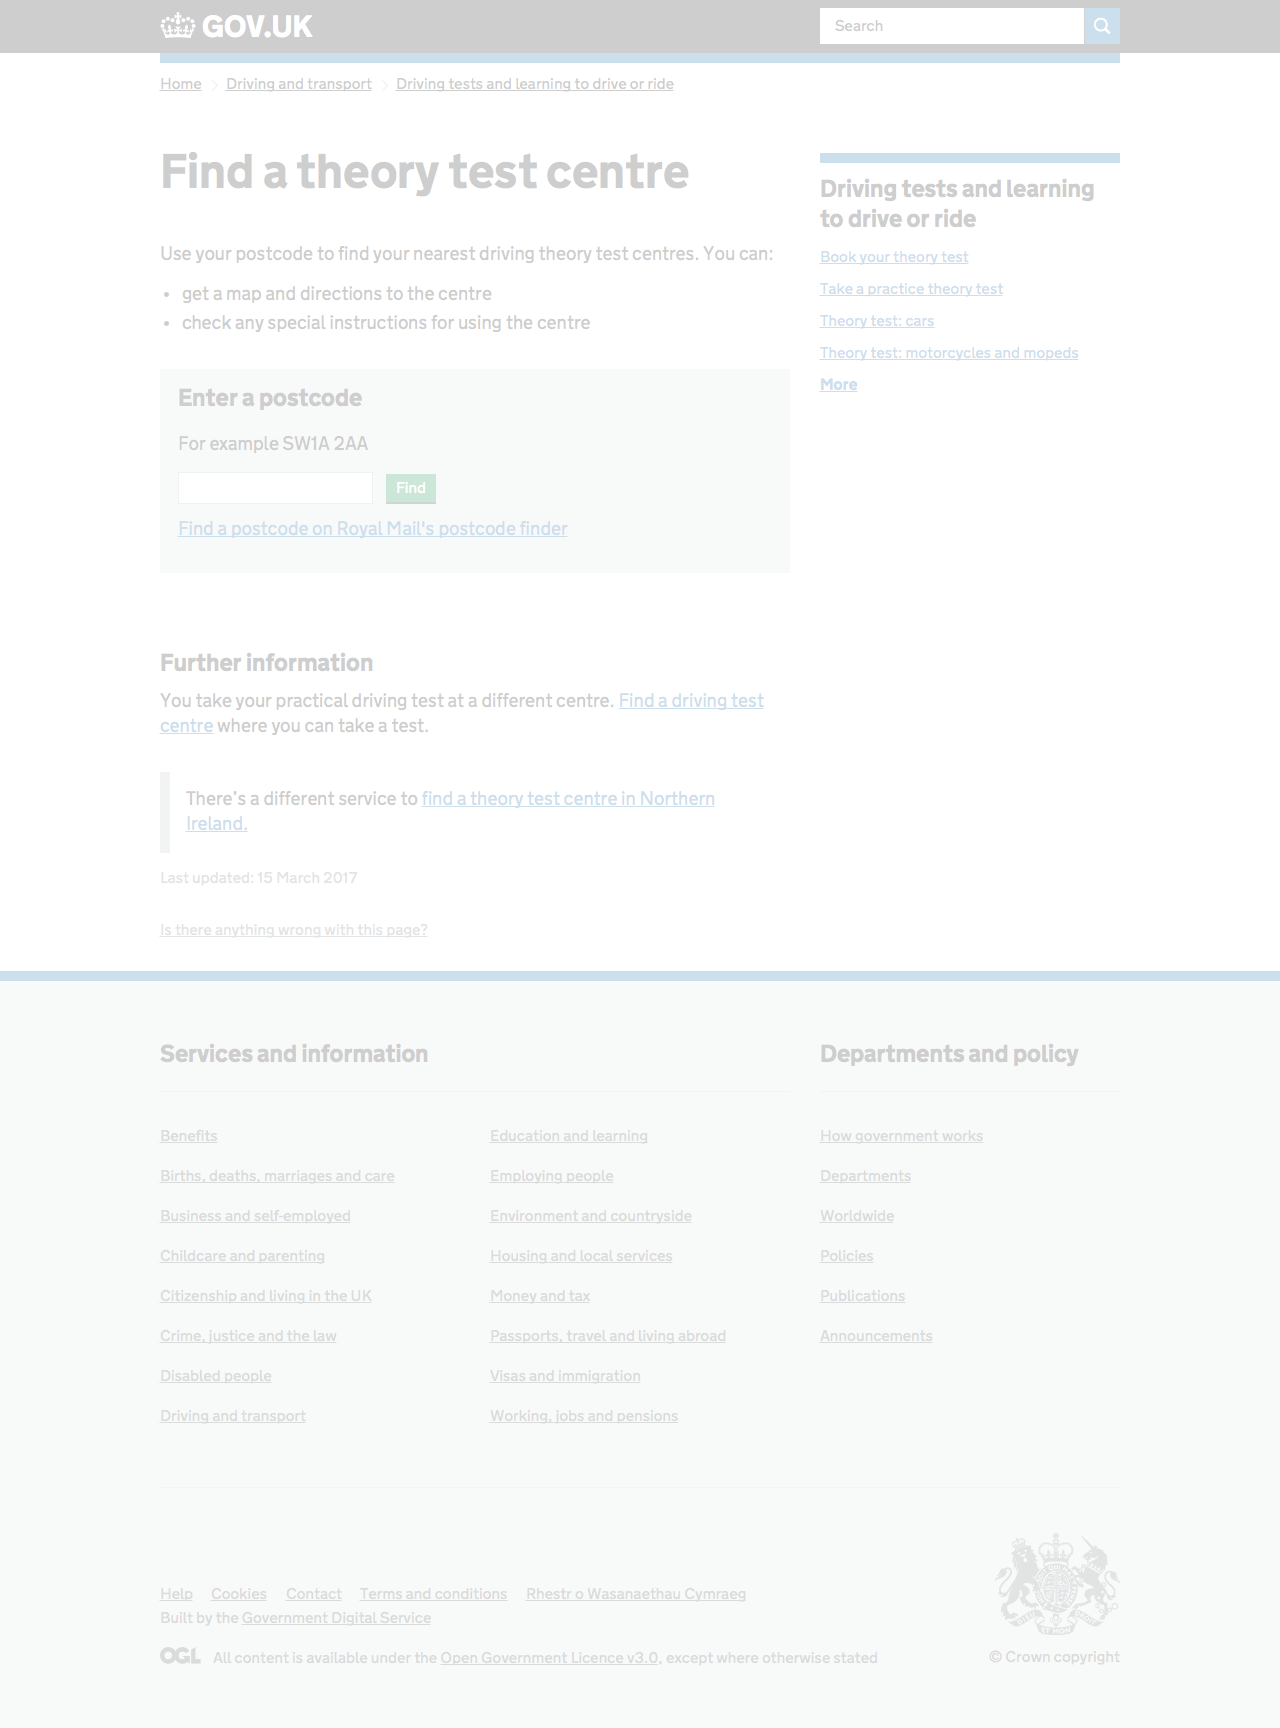 GOV.UK
Search
Home
Driving and transport
Driving tests and learning to drive or ride
Find a theory test centre
Use your postcode to find your nearest driving theory test centres. You can:
• get a map and directions to the centre
• check any special instructions for using the centre
Enter a postcode
For example SW1A 2AA
Find
Find a postcode on Royal Mail's postcode finder
Driving tests and learning
to drive or ride
Book your theory test
Take a practice theory test
Theory test: cars
Theory test: motorcycles and mopeds
More
Further information
You take your practical driving test at a different centre. Find a driving test
centre where you can take a test.
There’s a different service to find a theory test centre in Northern
Ireland.
Last updated: 15 March 2017
Is there anything wrong with this page?
Services and information
Benefits
Births, deaths, marriages and care
Business and self-employed
Childcare and parenting
Citizenship and living in the UK
Crime, justice and the law
Disabled people
Driving and transport
Education and learning
Employing people
Environment and countryside
Housing and local services
Money and tax
Passports, travel and living abroad
Visas and immigration
Working, jobs and pensions
Departments and policy
How government works
Departments
Worldwide
Policies
Publications
Announcements
Help
Cookies
Contact
Terms and conditions
Rhestr o Wasanaethau Cymraeg
Built by the Government Digital Service
OGL
All content is available under the Open Government Licence v3.0, except where otherwise stated
© Crown copyright